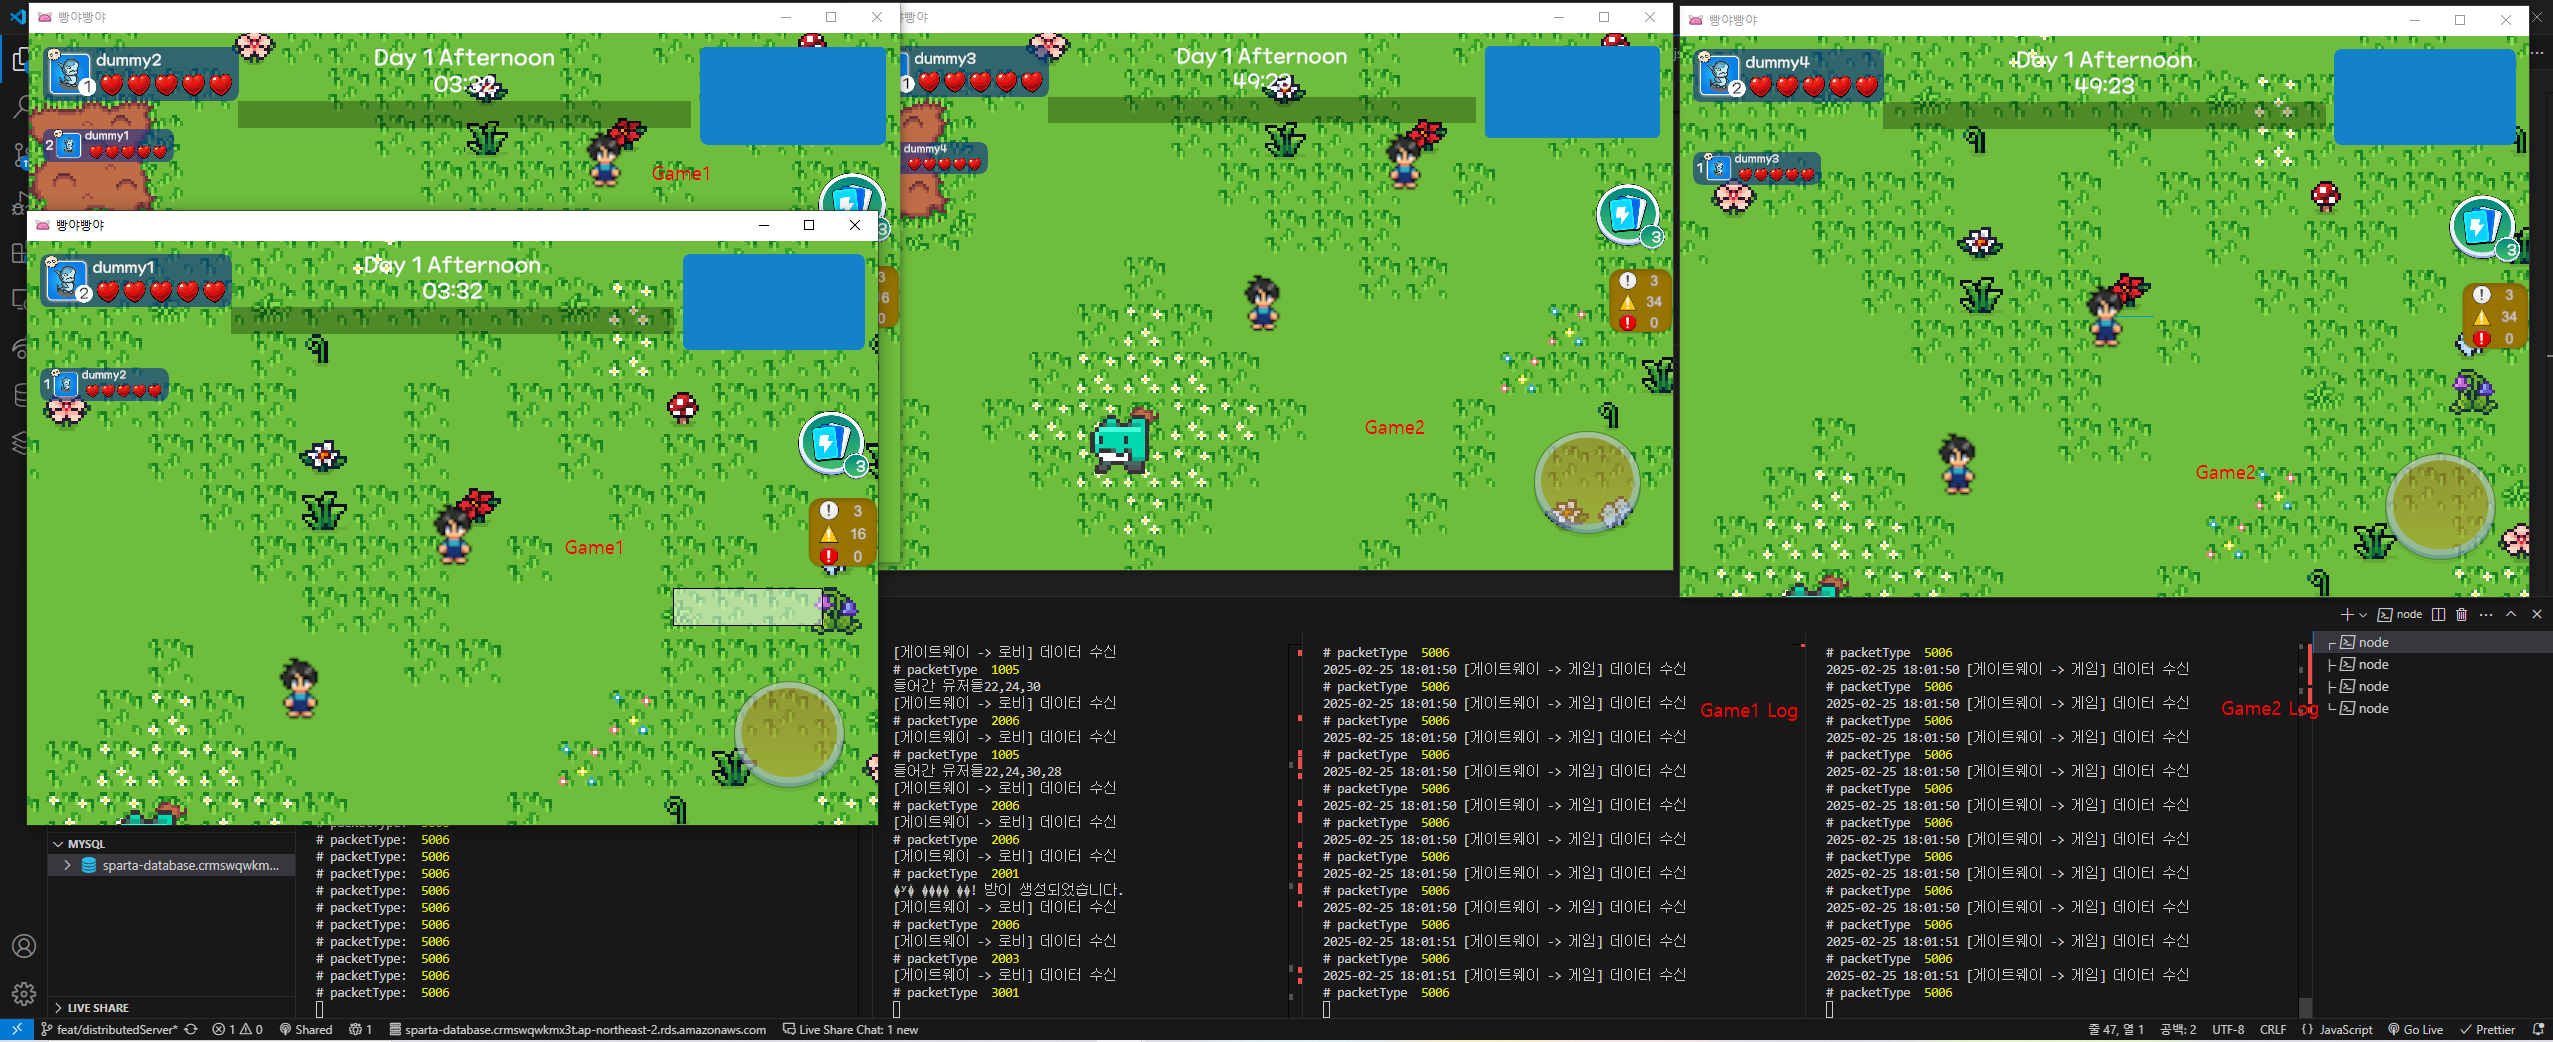 빵야빵야
dummy2
1
Day 1 Afternoon
03:32
2
dummy1
Game1
3
16
0
빵야빵야
dummy3
1
Day 1 Afternoon
49:23
dummy4
3
3
34
0
Game2
빵야빵야
dummy4
2
Day 1 Afternoon
49:23
1
dummy3
3
3
34
0
Game2
빵야빵야
dummy1
2
Day 1 Afternoon
03:32
1
dummy2
3
3
16
0
Game1
node
node
node
node
node
# packetType: 5006
# packetType: 5006
# packetType: 5006
# packetType: 5006
# packetType: 5006
# packetType: 5006
# packetType: 5006
# packetType: 5006
# packetType: 5006
# packetType: 5006
# packetType: 5006
[게이트웨이 -> 로비] 데이터 수신
# packetType 1005
들어간 유저들22,24,30
[게이트웨이 -> 로비] 데이터 수신
# packetType 2006
[게이트웨이 -> 로비] 데이터 수신
# packetType 1005
들어간 유저들22,24,30,28
[게이트웨이 -> 로비] 데이터 수신
# packetType 2006
[게이트웨이 -> 로비] 데이터 수신
# packetType 2006
[게이트웨이 -> 로비] 데이터 수신
# packetType 2001
방이 생성되었습니다.
[게이트웨이 -> 로비] 데이터 수신
# packetType 2006
[게이트웨이 -> 로비] 데이터 수신
# packetType 2003
[게이트웨이 -> 로비] 데이터 수신
# packetType 3001
# packetType 5006
2025-02-25 18:01:50 [게이트웨이 -> 게임] 데이터 수신
# packetType 5006
2025-02-25 18:01:50 [게이트웨이 -> 게임] 데이터 수신
# packetType 5006
2025-02-25 18:01:50 [게이트웨이 -> 게임] 데이터 수신
# packetType 5006
2025-02-25 18:01:50 [게이트웨이 -> 게임] 데이터 수신
# packetType 5006
2025-02-25 18:01:50 [게이트웨이 -> 게임] 데이터 수신
# packetType 5006
2025-02-25 18:01:50 [게이트웨이 -> 게임] 데이터 수신
# packetType 5006
2025-02-25 18:01:50 [게이트웨이 -> 게임] 데이터 수신
# packetType 5006
2025-02-25 18:01:50 [게이트웨이 -> 게임] 데이터 수신
# packetType 5006
2025-02-25 18:01:51 [게이트웨이 -> 게임] 데이터 수신
# packetType 5006
2025-02-25 18:01:51 [게이트웨이 -> 게임] 데이터 수신
# packetType 5006
Game1 Log
# packetType 5006
2025-02-25 18:01:50 [게이트웨이 -> 게임] 데이터 수신
# packetType 5006
2025-02-25 18:01:50 [게이트웨이 -> 게임] 데이터 수신
# packetType 5006
2025-02-25 18:01:50 [게이트웨이 -> 게임] 데이터 수신
# packetType 5006
2025-02-25 18:01:50 [게이트웨이 -> 게임] 데이터 수신
# packetType 5006
2025-02-25 18:01:50 [게이트웨이 -> 게임] 데이터 수신
# packetType 5006
2025-02-25 18:01:50 [게이트웨이 -> 게임] 데이터 수신
# packetType 5006
2025-02-25 18:01:50 [게이트웨이 -> 게임] 데이터 수신
# packetType 5006
2025-02-25 18:01:50 [게이트웨이 -> 게임] 데이터 수신
# packetType 5006
2025-02-25 18:01:51 [게이트웨이 -> 게임] 데이터 수신
# packetType 5006
2025-02-25 18:01:51 [게이트웨이 -> 게임] 데이터 수신
# packetType 5006
Game2 Log
MYSQL
sparta-database.crmswqwkm...
LIVE SHARE
feat/distributedServer* 1 0 Shared 1 sparta-database.crmswqwkmx3t.ap-northeast-2.rds.amazonaws.com Live Share Chat: 1 new
줄 47, 열 1 공백: 2 UTF-8 CRLF {} JavaScript Go Live Prettier